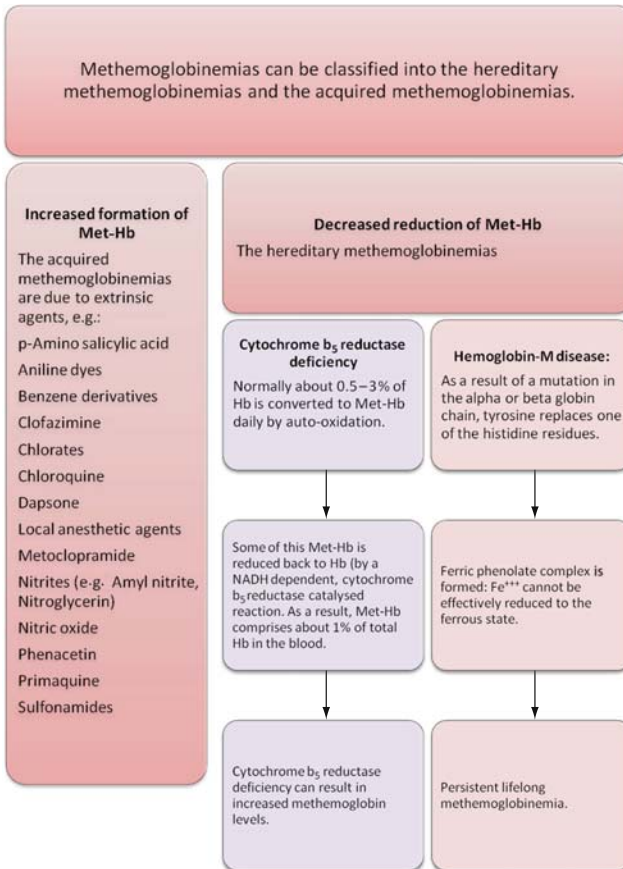 Methemoglobinemias can be classified into the hereditary
methemoglobinemias and the acquired methemoglobinemias.
Increased formation of
Met-Hb
The acquired
methemoglobinemias
are due to extrinsic
agents, e.g.:
p-Amino salicylic acid
Aniline dyes
Benzene derivatives
Clofazimine
Chlorates
Chloroquine
Dapsone
Local anesthetic agents
Metoclopramide
Nitrites (e.g. Amyl nitrite,
Nitroglycerin)
Nitric oxide
Phenacetin
Primaquine
Sulfonamides
Decreased reduction of Met-Hb
The hereditary methemoglobinemias
Cytochrome b₅ reductase
deficiency
Normally about 0.5–3% of
Hb is converted to Met-Hb
daily by auto-oxidation.
Some of this Met-Hb is
reduced back to Hb (by a
NADH dependent, cytochrome
b₅reductase catalysed
reaction. As a result, Met-Hb
comprises about 1% of total
Hb in the blood.
Cytochrome b₅ reductase
deficiency can result in
increased methemoglobin
levels.
Hemoglobin-M disease:
As a result of a mutation in
the alpha or beta globin
chain, tyrosine replaces one
of the histidine residues.
Ferric phenolate complex is
formed: Fe⁺⁺⁺ cannot be
effectively reduced to the
ferrous state.
Persistent lifelong
methemoglobinemia.